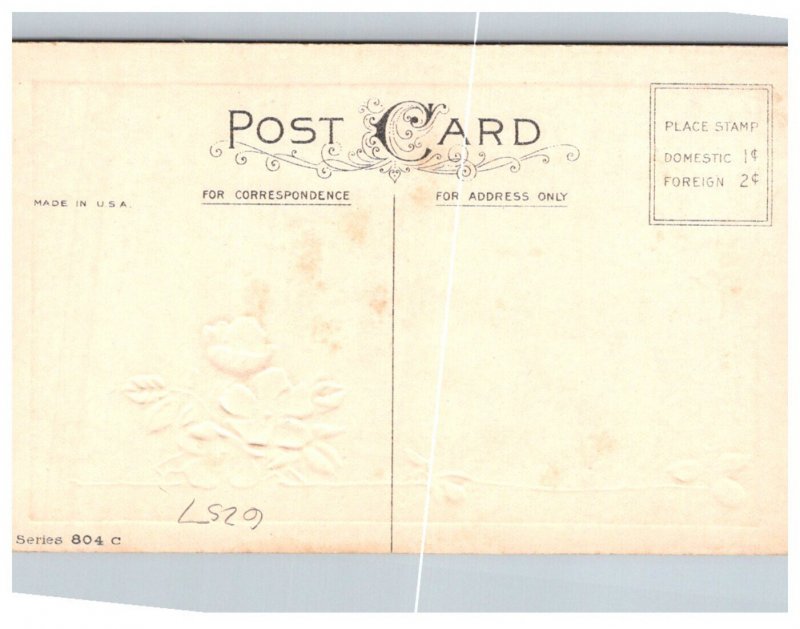 POST CARD
PLACE STAMP
DOMESTIC 1¢
FOREIGN 2¢
MADE IN U.S.A.
FOR CORRESPONDENCE
FOR ADDRESS ONLY
Series 804 C